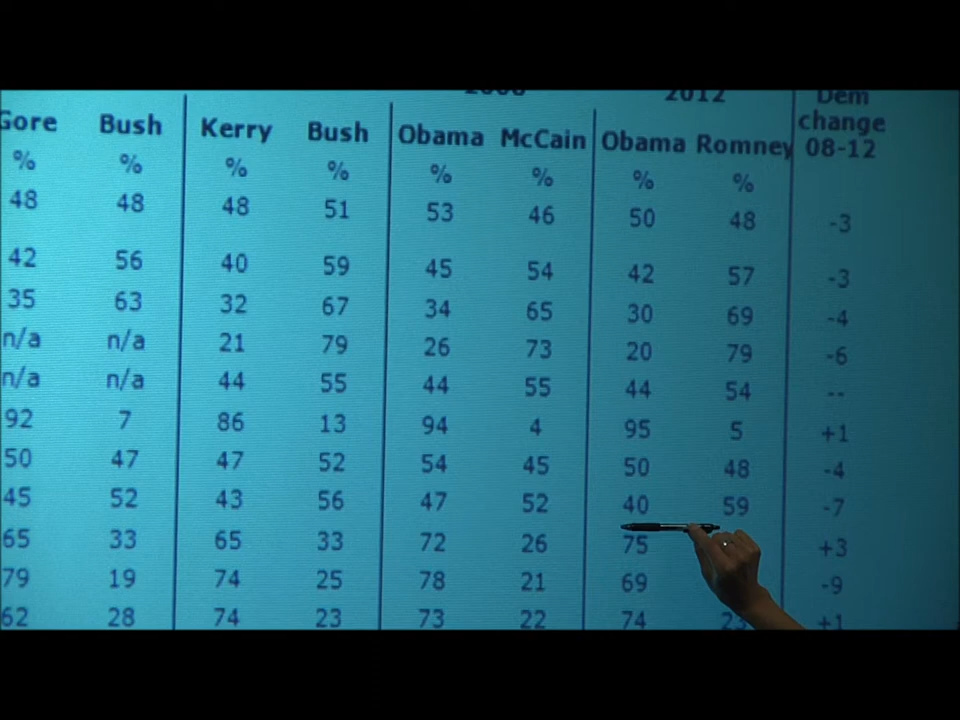 2012 Dem
Gore Bush Kerry Bush Obama McCain Obama Romney change
% % % % % % % % 08-12
48 48 48 51 53 46 50 48 -3
42 56 40 59 45 54 42 57 -3
35 63 32 67 34 65 30 69 -4
n/a n/a 21 79 26 73 20 79 -6
n/a n/a 44 55 44 55 44 54 --
92 7 86 13 94 4 95 5 +1
50 47 47 52 54 45 50 48 -4
45 52 43 56 47 52 40 59 -7
65 33 65 33 72 26 75 +3
79 19 74 25 78 21 69 -9
62 28 74 23 73 22 74 23 +1